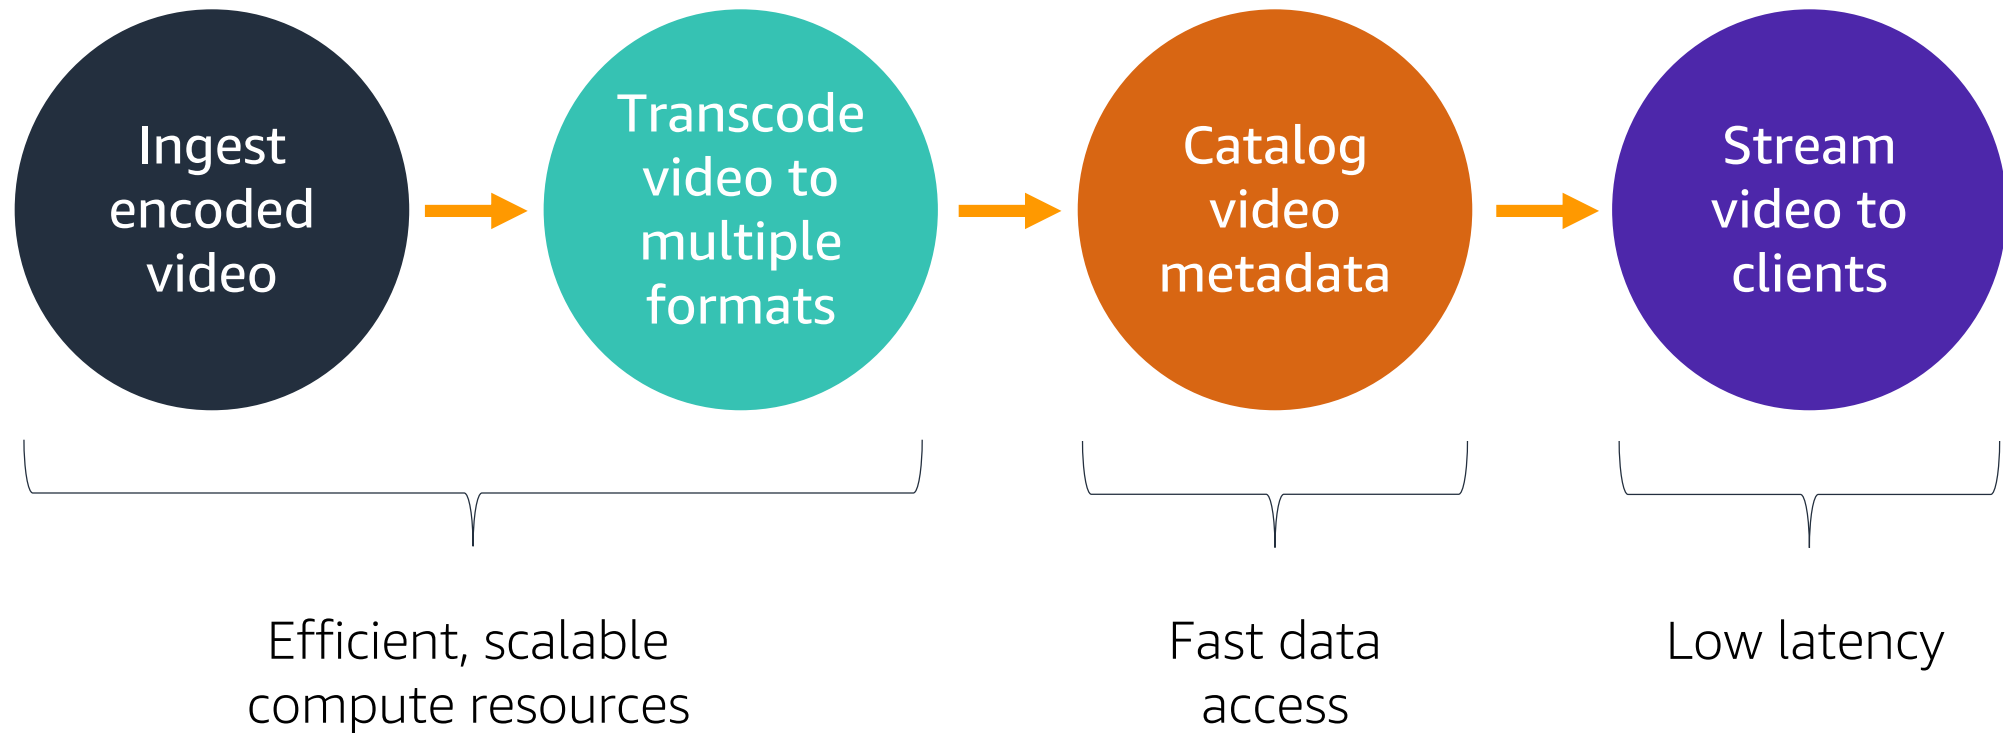 Ingest
encoded
video
Transcode
video to
multiple
formats
Catalog
video
metadata
Stream
video to
clients
Efficient, scalable
compute resources
Fast data
access
Low latency